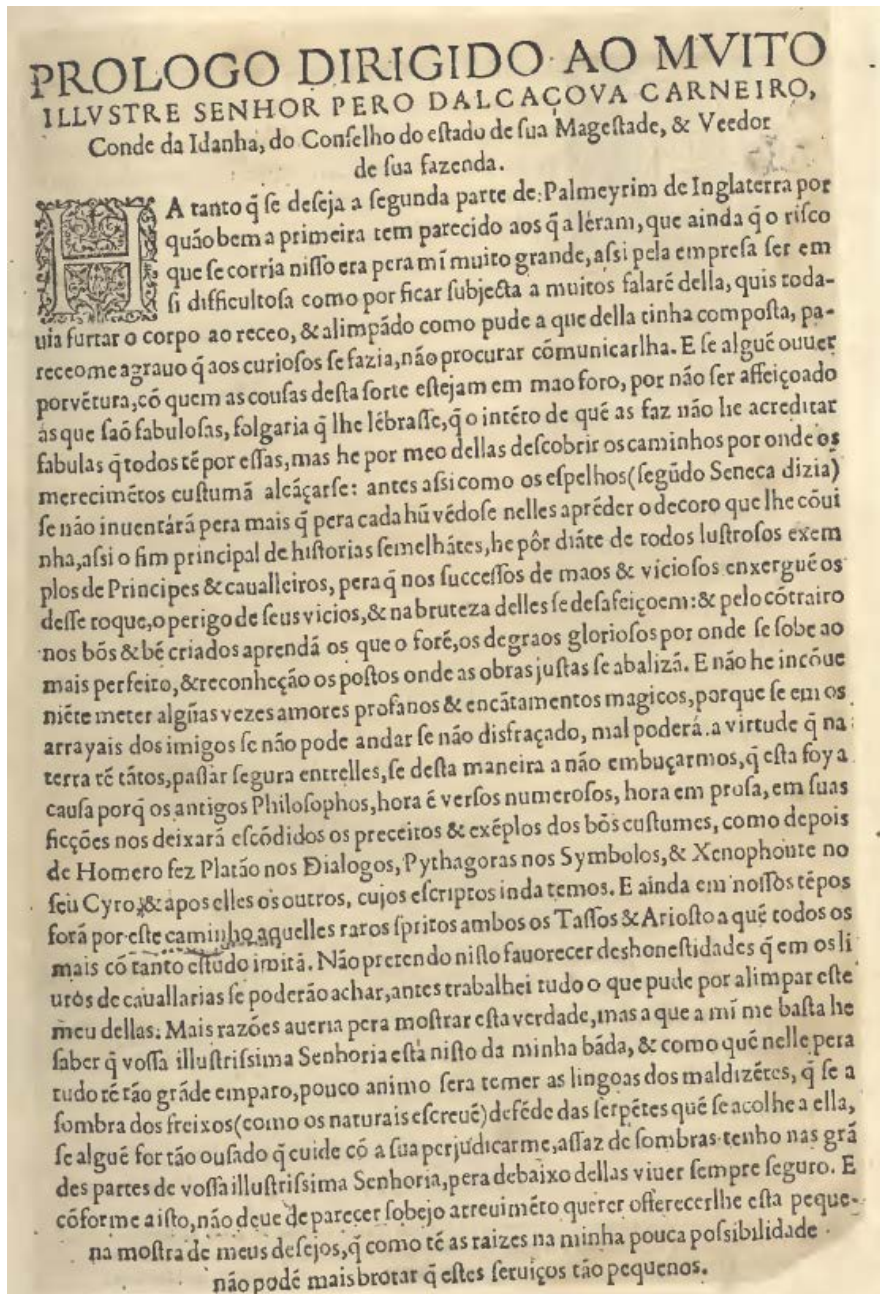 PROLOGO DIRIGIDO AO MVITO
ILLVSTRE SENHOR PERO DALCAÇOVA CARNEIRO,
Conde da Idanha, do Conſelho do eſtado de ſua Mageſtade, & Veedor
de ſua fazenda.
HA tanto q̃ ſe deſeja a ſegunda parte de Palmeyrim de Inglaterra por
quão bem a primeira tem parecido aos q̃ a lèram, que ainda q̃ o riſco
que ſe corria niſſo era pera mĩ muito grande, aſsi pela empreſa ſer em
ſi difficultoſa como por ficar ſubjecta a muitos falarẽ della, quis toda-
uia furtar o corpo ao receo, & alimpãdo como pude a que della tinha compoſta, pa-
receome agrauo q̃ aos curioſos ſe fazia, não procurar cõmunicarlha. E ſe alguẽ ouuer
porvẽtura, cõ quem as couſas deſta ſorte eſtejam em mao foro, por não ſer affeiçoado
ás que ſaõ fabuloſas, folgaria q̃ lhe lẽbraſſe, q̃ o intẽto de quẽ as faz não he acreditar
fabulas q̃ todos tẽ por eſſas, mas he por meo dellas deſcobrir os caminhos por onde os
merecimẽtos cuſtumã alcãçarſe: antes aſsi como os eſpelhos (ſegũdo Seneca dizia)
ſe não inuentárá pera mais q̃ pera cada hũ vẽdoſe nelles aprẽder o decoro que lhe cõui
nha, aſsi o fim principal de hiſtorias ſemelhãtes, he pôr diãte de todos luſtroſos exem
plos de Principes & caualleiros, pera q̃ nos ſucceſſos de maos & vicioſos enxerguẽ os
deſſe toque, o perigo de ſeus vicios, & na bruteza delles ſe deſafeiçoem: & pelo cõtrairo
nos bõs & bẽ criados aprendã os que o forẽ, os degraos glorioſos por onde ſe ſobe ao
mais perfeito, & reconheção os poſtos onde as obras juſtas ſe abalizã. E não he incõue
niẽte meter algũas vezes amores profanos & encãtamentos magicos, porque ſe em os
arrayais dos imigos ſe não pode andar ſe não disfraçado, mal poderá a virtude q̃ na
terra tẽ tãtos, paſſar ſegura entrelles, ſe deſta maneira a não embuçarmos, q̃ eſta foy a
cauſa porq̃ os antigos Philoſophos, hora ẽ verſos numeroſos, hora em proſa, em ſuas
ficções nos deixarã eſcõdidos os preceitos & exẽplos dos bõs cuſtumes, como depois
de Homero fez Platão nos Dialogos, Pythagoras nos Symbolos, & Xenophonte no
ſeu Cyro, & apos elles os outros, cujos eſcriptos inda temos. E ainda em noſſos tẽpos
forã por eſte caminho aquelles raros ſpritos ambos os Taſſos & Arioſto a quẽ todos os
mais cõ tanto eſtudo imitã. Não pretendo niſto fauorecer deshoneſtidades q̃ em os li
uros de cauallarias ſe poderão achar, antes trabalhei tudo o que pude por alimpar eſte
meu dellas. Mais razões aueria pera moſtrar eſta verdade, mas a que a mĩ me baſta he
ſaber q̃ voſſa illuſtriſsima Senhoria eſtà niſto da minha bãda, & como quẽ nelle pera
tudo tẽ tão grãde emparo, pouco animo ſera temer as lingoas dos maldizẽtes, q̃ ſe a
ſombra dos freixos (como os naturais eſcreuẽ) defẽde das ſerpẽtes quẽ ſe acolhe a ella,
ſe alguẽ for tão ouſado q̃ cuide cõ a ſua perjudicarme, aſſaz de ſombras tenho nas grã
des partes de voſſa illuſtriſsima Senhoria, pera debaixo dellas viuer ſempre ſeguro. E
cõforme a iſto, não deue de parecer ſobejo atreuimẽto querer offerecerlhe eſta peque-
na moſtra de meus deſejos, q̃ como tẽ as raizes na minha pouca poſsibilidade
não podẽ mais brotar q̃ eſtes ſeruiços tão pequenos.